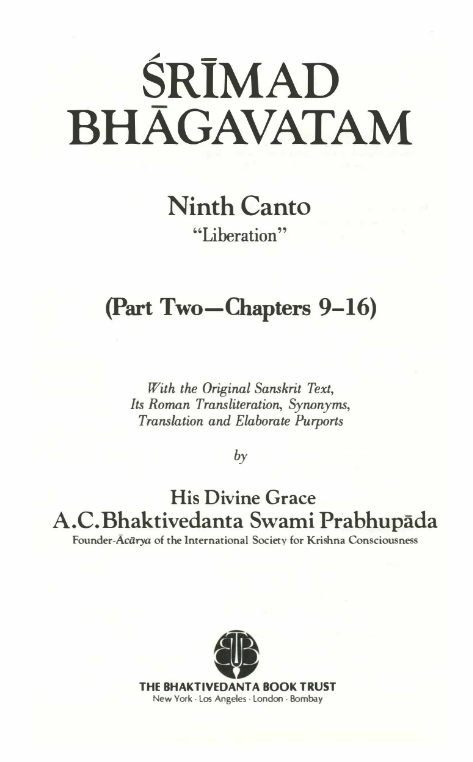 ŚRĪMAD
BHĀGAVATAM
Ninth Canto
“Liberation”
(Part Two—Chapters 9–16)
With the Original Sanskrit Text,
Its Roman Transliteration, Synonyms,
Translation and Elaborate Purports
by
His Divine Grace
A.C.Bhaktivedanta Swami Prabhupāda
Founder-Ācārya of the International Society for Krishna Consciousness
THE BHAKTIVEDANTA BOOK TRUST
New York · Los Angeles · London · Bombay